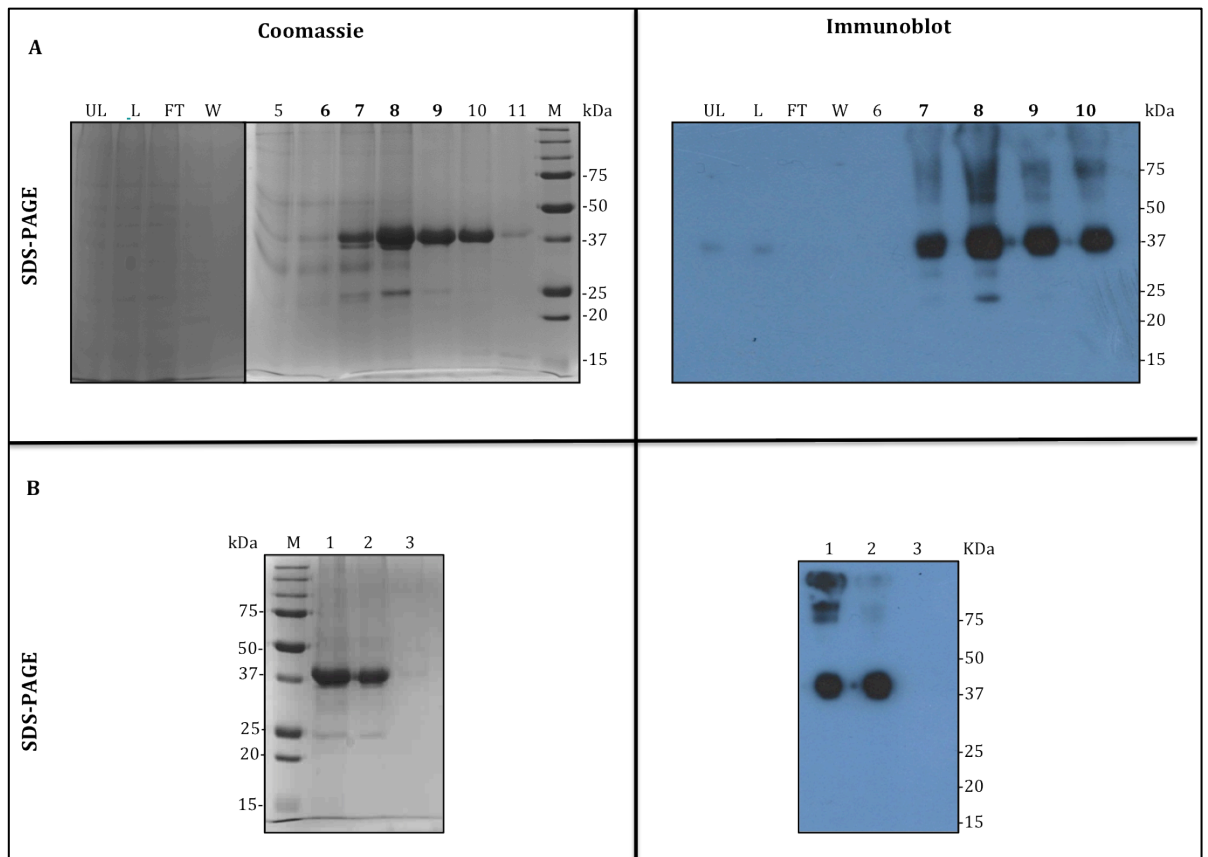 Coomassie
Immunoblot
A
UL L FT W 5 6 7 8 9 10 11 M kDa
-75
-50
-37
-25
-20
-15
SDS-PAGE
UL L FT W 6 7 8 9 10 kDa
-75
-50
-37
-25
-20
-15
B
kDa M 1 2 3
75-
50-
37-
25-
20-
15-
SDS-PAGE
1 2 3 KDa
-75
-50
-37
-25
-20
-15